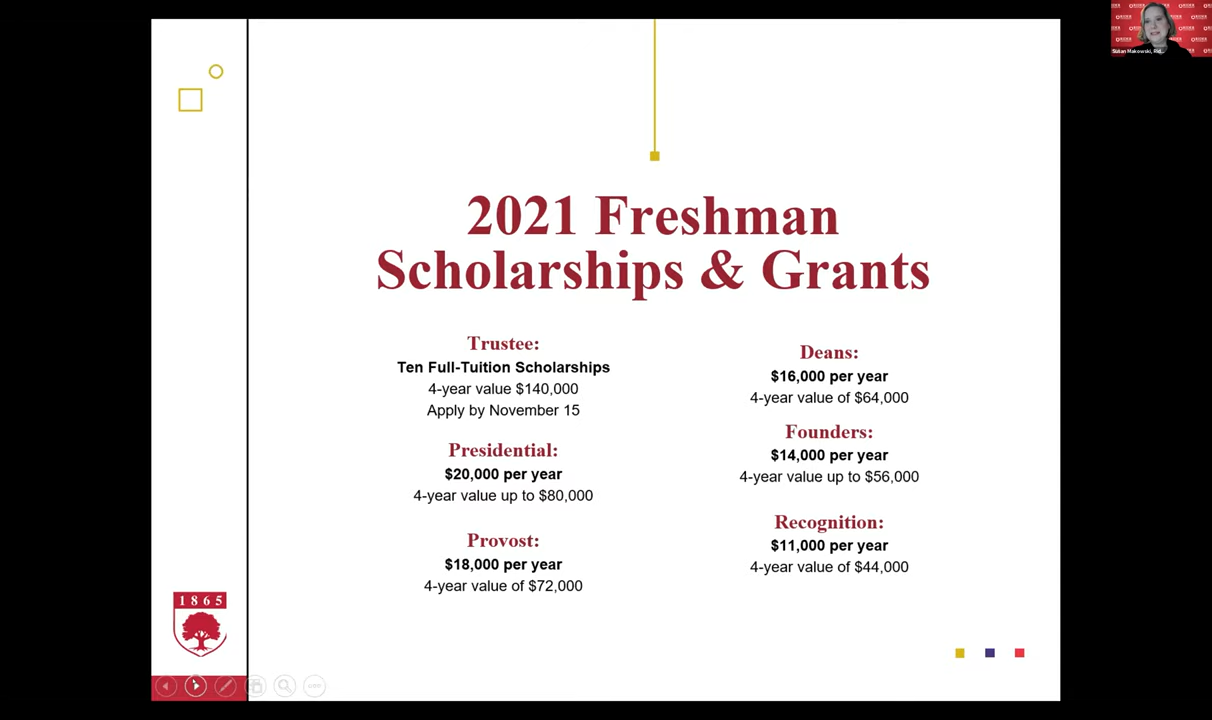 2021 Freshman
Scholarships & Grants
Trustee:
Ten Full-Tuition Scholarships
4-year value $140,000
Apply by November 15
Presidential:
$20,000 per year
4-year value up to $80,000
Provost:
$18,000 per year
4-year value of $72,000
Deans:
$16,000 per year
4-year value of $64,000
Founders:
$14,000 per year
4-year value up to $56,000
Recognition:
$11,000 per year
4-year value of $44,000
1865
Makowski,